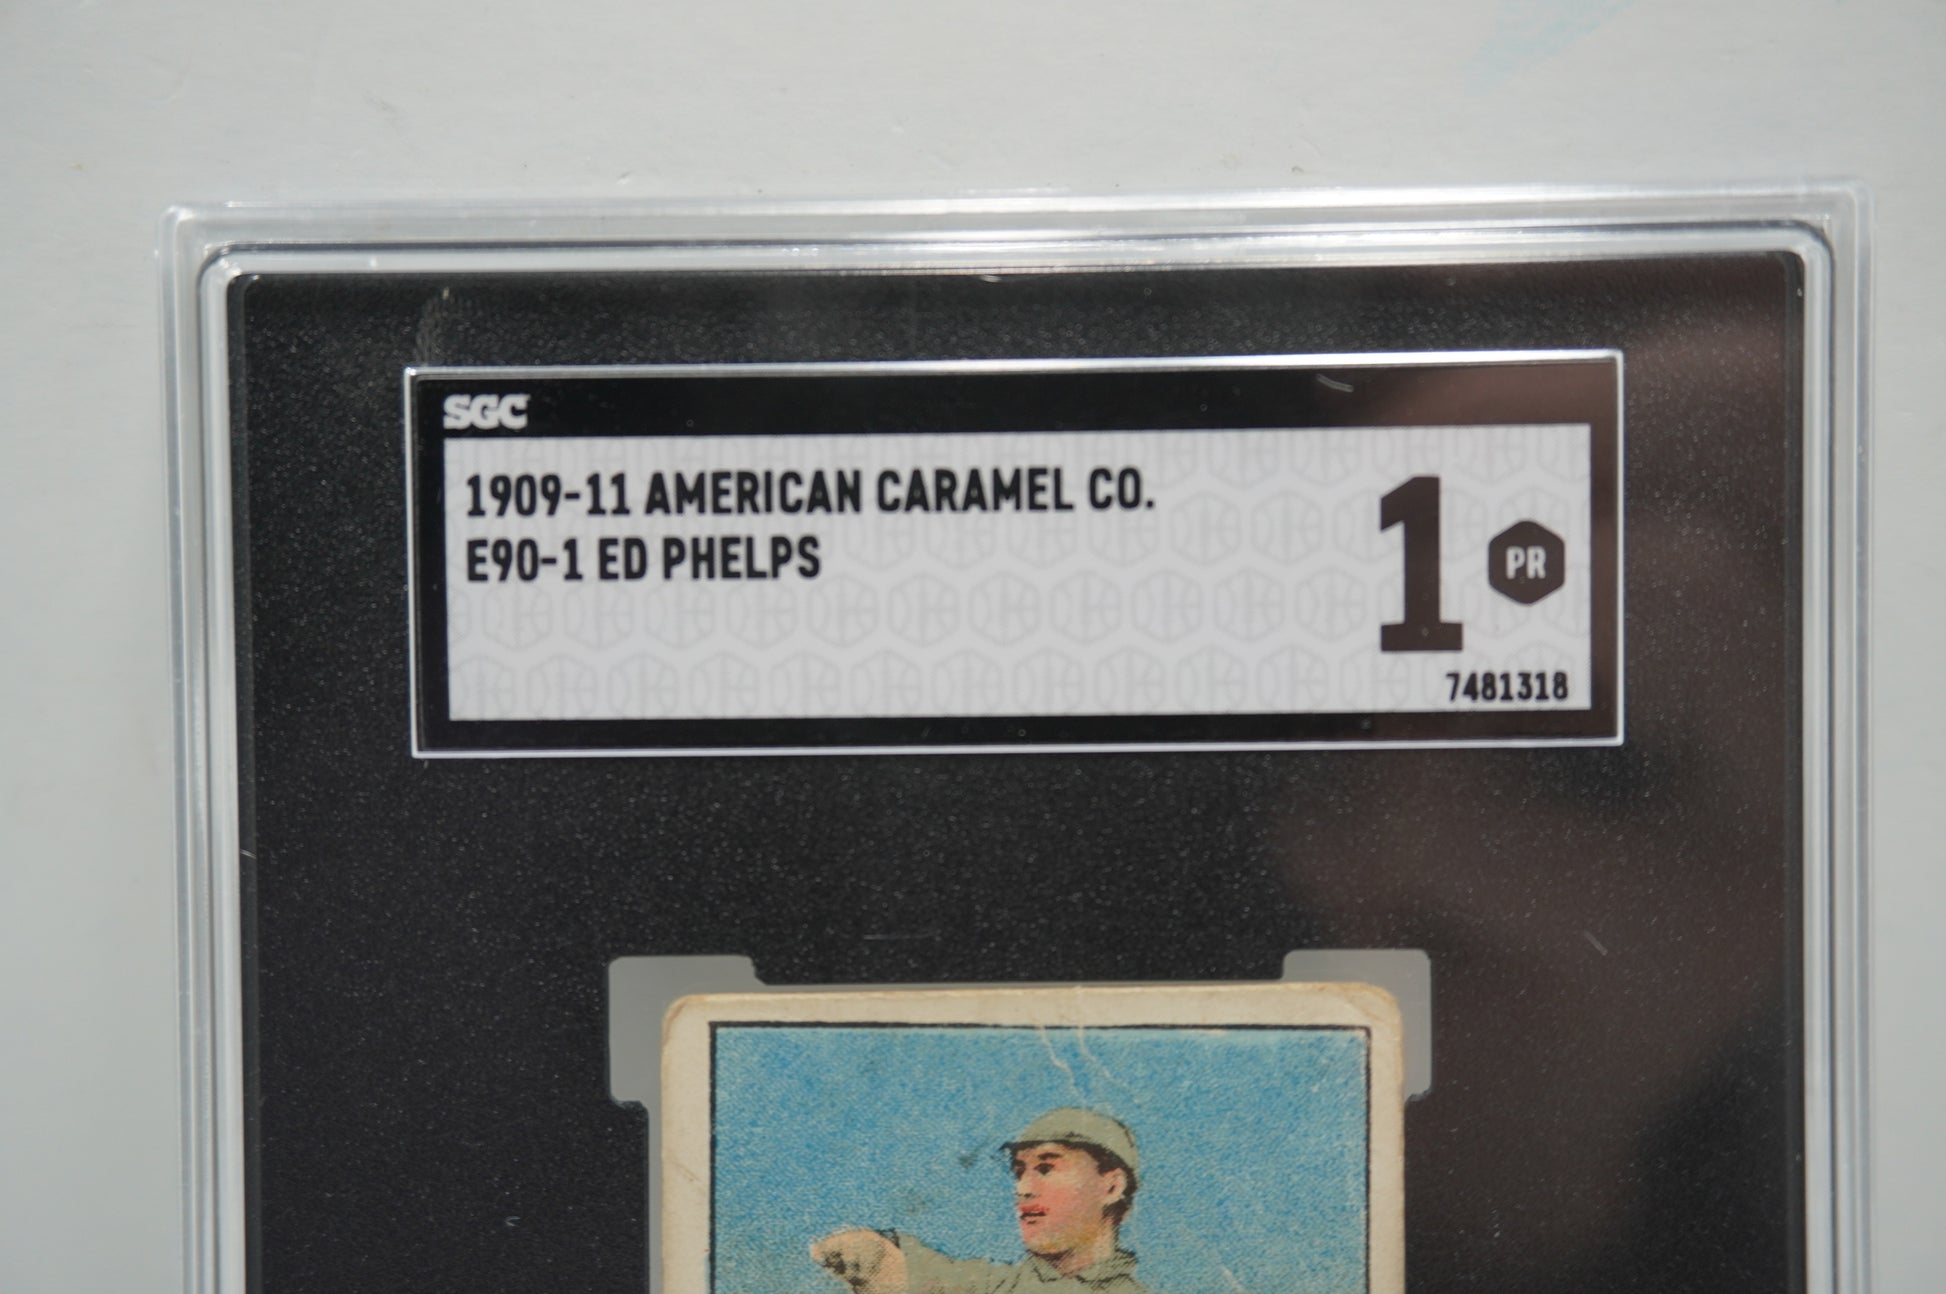 SGC
1909-11 AMERICAN CARAMEL CO.
E90-1 ED PHELPS
1 PR
7481318